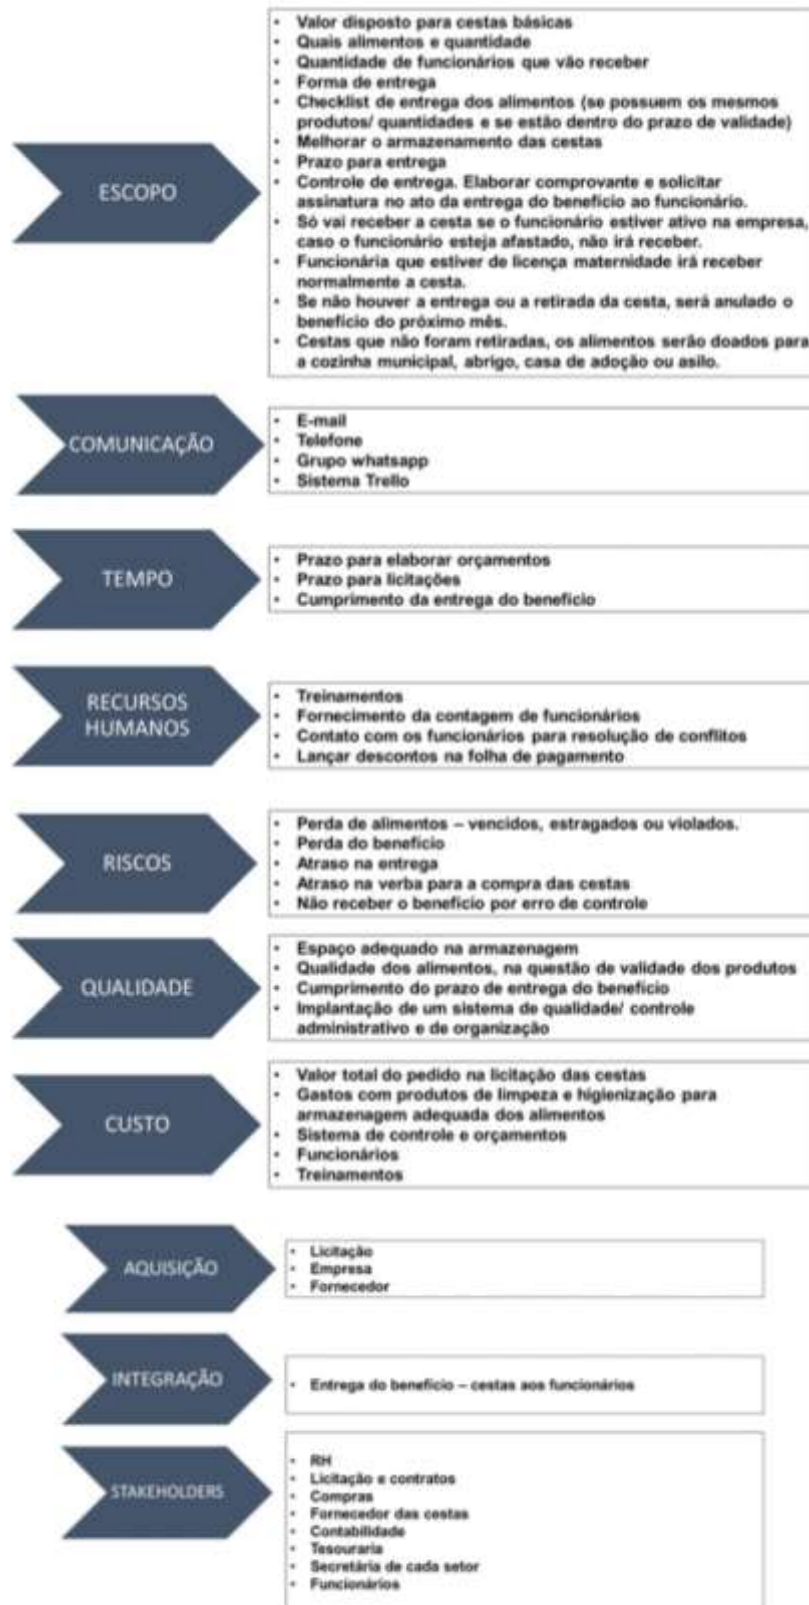 ESCOPO
• Valor disposto para cestas básicas
• Quais alimentos e quantidade
• Quantidade de funcionários que vão receber
• Forma de entrega
• Checklist de entrega dos alimentos (se possuem os mesmos
produtos/ quantidades e se estão dentro do prazo de validade)
• Melhorar o armazenamento das cestas
• Prazo para entrega
• Controle de entrega. Elaborar comprovante e solicitar
assinatura no ato da entrega do benefício ao funcionário.
• Só vai receber a cesta se o funcionário estiver ativo na empresa,
caso o funcionário esteja afastado, não irá receber.
• Funcionária que estiver de licença maternidade irá receber
normalmente a cesta.
• Se não houver a entrega ou a retirada da cesta, será anulado o
benefício do próximo mês.
• Cestas que não foram retiradas, os alimentos serão doados para
a cozinha municipal, abrigo, casa de adoção ou asilo.
COMUNICAÇÃO
• E-mail
• Telefone
• Grupo whatsapp
• Sistema Trello
TEMPO
• Prazo para elaborar orçamentos
• Prazo para licitações
• Cumprimento da entrega do benefício
RECURSOS
HUMANOS
• Treinamentos
• Fornecimento da contagem de funcionários
• Contato com os funcionários para resolução de conflitos
• Lançar descontos na folha de pagamento
RISCOS
• Perda de alimentos – vencidos, estragados ou violados.
• Perda do benefício
• Atraso na entrega
• Atraso na verba para a compra das cestas
• Não receber o benefício por erro de controle
QUALIDADE
• Espaço adequado na armazenagem
• Qualidade dos alimentos, na questão de validade dos produtos
• Cumprimento do prazo de entrega do benefício
• Implantação de um sistema de qualidade/ controle
administrativo e de organização
CUSTO
• Valor total do pedido na licitação das cestas
• Gastos com produtos de limpeza e higienização para
armazenagem adequada dos alimentos
• Sistema de controle e orçamentos
• Funcionários
• Treinamentos
AQUISIÇÃO
• Licitação
• Empresa
• Fornecedor
INTEGRAÇÃO
• Entrega do benefício – cestas aos funcionários
STAKEHOLDERS
• RH
• Licitação e contratos
• Compras
• Fornecedor das cestas
• Contabilidade
• Tesouraria
• Secretária de cada setor
• Funcionários